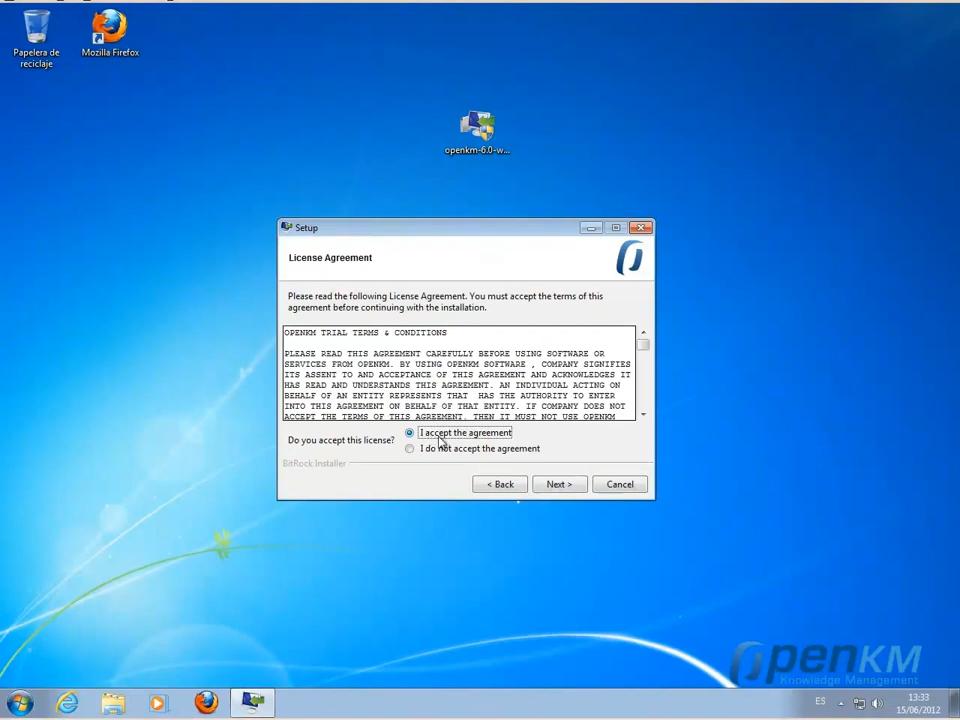 Papelera de
reciclaje
Mozilla Firefox
openkm-6.0-w...
Setup
License Agreement
Please read the following License Agreement. You must accept the terms of this
agreement before continuing with the installation.
OPENKM TRIAL TERMS & CONDITIONS
PLEASE READ THIS AGREEMENT CAREFULLY BEFORE USING SOFTWARE OR
SERVICES FROM OPENKM. BY USING OPENKM SOFTWARE , COMPANY SIGNIFIES
ITS ASSENT TO AND ACCEPTANCE OF THIS AGREEMENT AND ACKNOWLEDGES IT
HAS READ AND UNDERSTANDS THIS AGREEMENT. AN INDIVIDUAL ACTING ON
BEHALF OF AN ENTITY REPRESENTS THAT  HAS THE AUTHORITY TO ENTER
INTO THIS AGREEMENT ON BEHALF OF THAT ENTITY. IF COMPANY DOES NOT
ACCEPT THE TERMS OF THIS AGREEMENT, THEN IT MUST NOT USE OPENKM
Do you accept this license?
I accept the agreement
I do not accept the agreement
BitRock Installer
< Back
Next >
Cancel
OpenKM
Knowledge Management
ES
13:33
15/06/2012